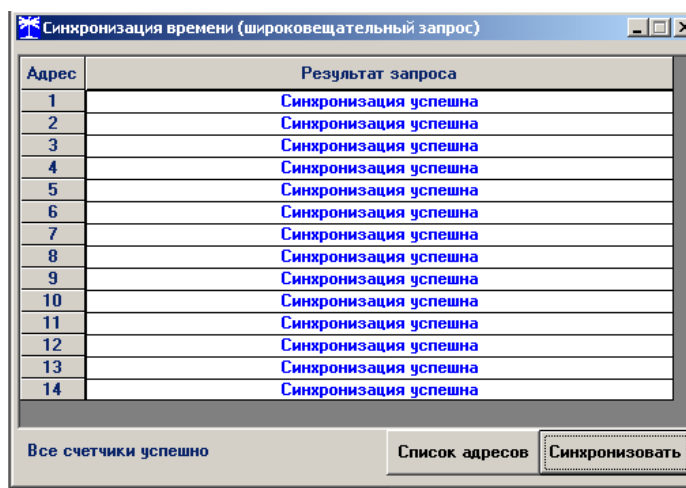 Синхронизация времени (широковещательный запрос)
Адрес Результат запроса
1 Синхронизация успешна
2 Синхронизация успешна
3 Синхронизация успешна
4 Синхронизация успешна
5 Синхронизация успешна
6 Синхронизация успешна
7 Синхронизация успешна
8 Синхронизация успешна
9 Синхронизация успешна
10 Синхронизация успешна
11 Синхронизация успешна
12 Синхронизация успешна
13 Синхронизация успешна
14 Синхронизация успешна
Все счетчики успешно Список адресов Синхронизовать